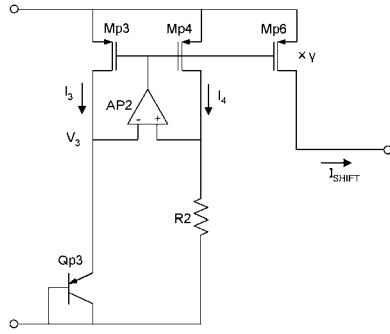 Mp3 Mp4 Mp6
× γ
I3 AP2 I4
V3 - +
ISHIFT
R2
Qp3